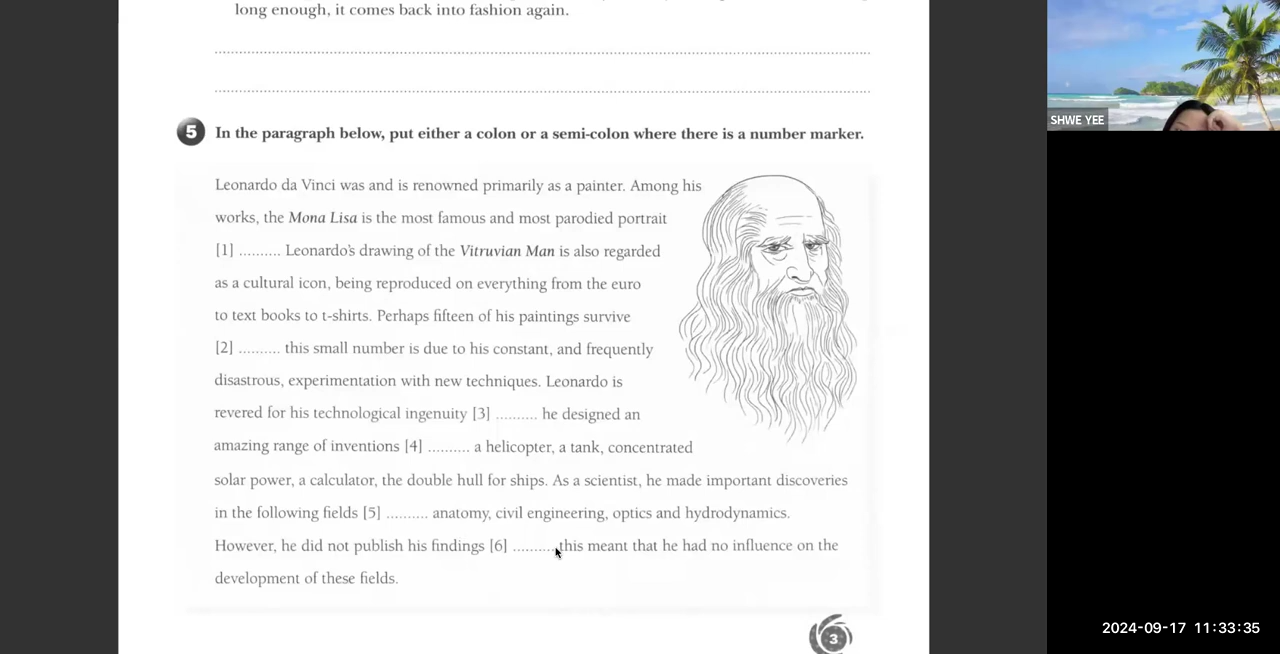 long enough, it comes back into fashion again.
5 In the paragraph below, put either a colon or a semi-colon where there is a number marker.
Leonardo da Vinci was and is renowned primarily as a painter. Among his
works, the Mona Lisa is the most famous and most parodied portrait
[1] .......... Leonardo's drawing of the Vitruvian Man is also regarded
as a cultural icon, being reproduced on everything from the euro
to text books to t-shirts. Perhaps fifteen of his paintings survive
[2] .......... this small number is due to his constant, and frequently
disastrous, experimentation with new techniques. Leonardo is
revered for his technological ingenuity [3] .......... he designed an
amazing range of inventions [4] .......... a helicopter, a tank, concentrated
solar power, a calculator, the double hull for ships. As a scientist, he made important discoveries
in the following fields [5] .......... anatomy, civil engineering, optics and hydrodynamics.
However, he did not publish his findings [6] .......... this meant that he had no influence on the
development of these fields.
3
SHWE YEE
2024-09-17 11:33:35